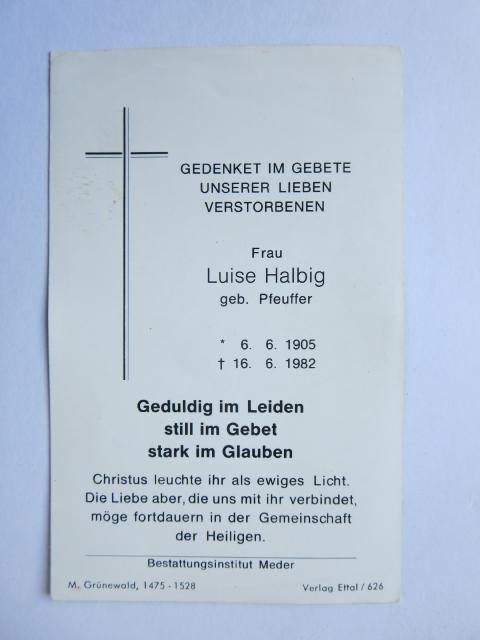 GEDENKET IM GEBETE
UNSERER LIEBEN
VERSTORBENEN
Frau
Luise Halbig
geb. Pfeuffer
* 6. 6. 1905
† 16. 6. 1982
Geduldig im Leiden
still im Gebet
stark im Glauben
Christus leuchte ihr als ewiges Licht.
Die Liebe aber, die uns mit ihr verbindet,
möge fortdauern in der Gemeinschaft
der Heiligen.
Bestattungsinstitut Meder
M. Grünewald, 1475 - 1528 Verlag Ettal / 626